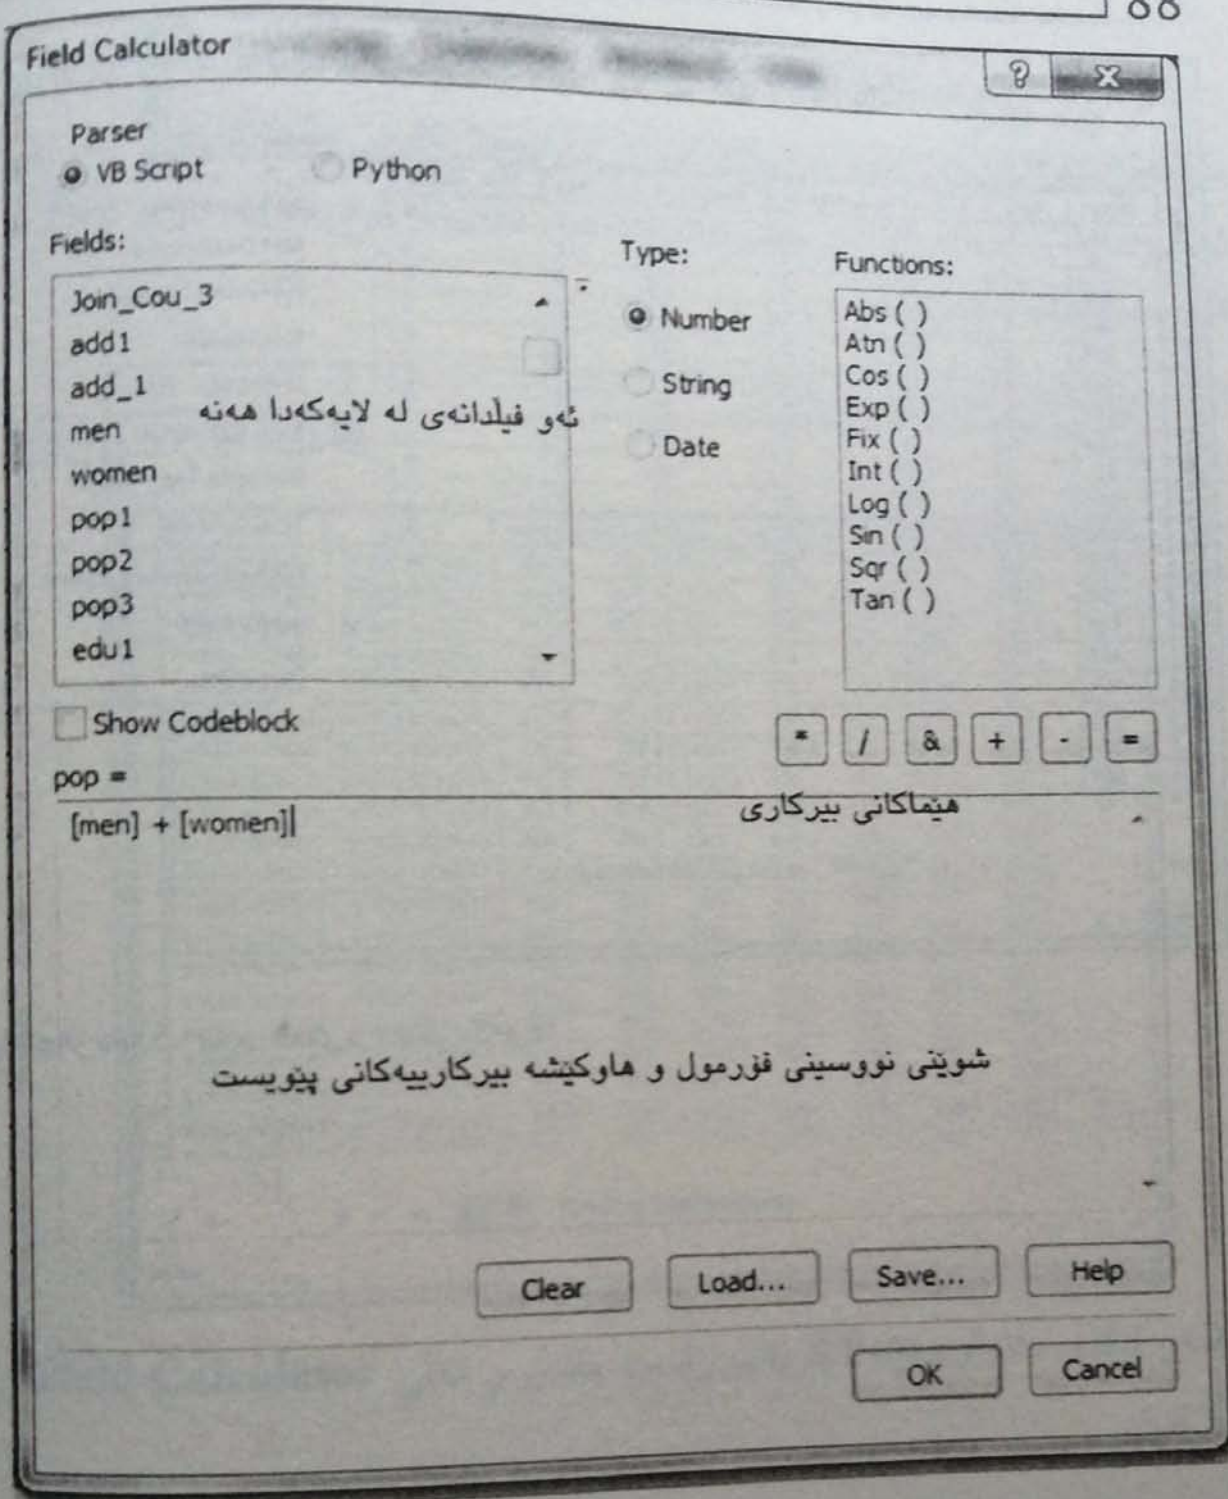 88
Field Calculator
Parser
VB Script
Python
Fields:
Join_Cou_3
add1
add_1
men
women
pop1
pop2
pop3
edu1
ئەو فیڵدانەی لە لایەکەدا هەنە
Type:
Number
String
Date
Functions:
Abs ( )
Atn ( )
Cos ( )
Exp ( )
Fix ( )
Int ( )
Log ( )
Sin ( )
Sqr ( )
Tan ( )
Show Codeblock
* / & + - =
pop =
[men] + [women]
هێماکانی بیرکاری
شوێنی نووسینی فۆرمول و هاوکێشە بیرکارییەکانی پێویست
Clear Load... Save... Help
OK Cancel